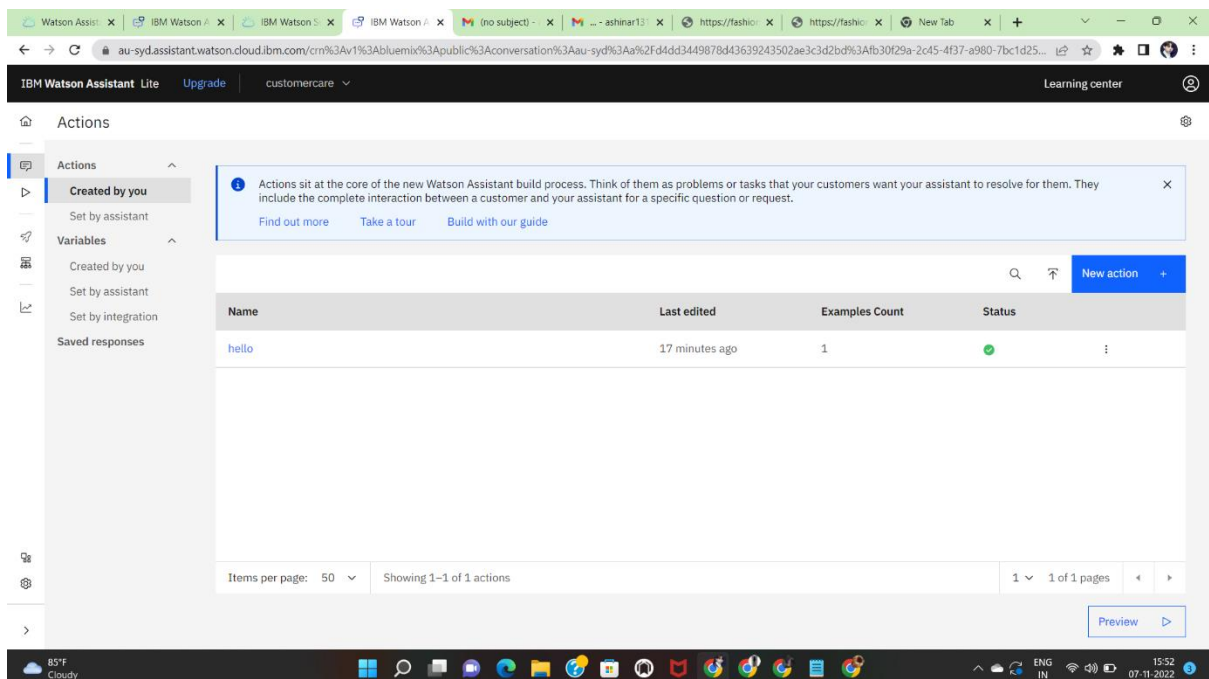 Watson Assist
IBM Watson A
IBM Watson S
IBM Watson A
(no subject) -
... - ashinar13
https://fashion
https://fashio
New Tab
au-syd.assistant.watson.cloud.ibm.com/crn%3Av1%3Abluemix%3Apublic%3Aconversation%3Aau-syd%3Aa%2Fd4dd3449878d43639243502ae3c3d2bd%3Afb30f29a-2c45-4f37-a980-7bc1d25...
IBM Watson Assistant Lite Upgrade customercare
Learning center
Actions
Actions
Created by you
Set by assistant
Variables
Created by you
Set by assistant
Set by integration
Saved responses
Actions sit at the core of the new Watson Assistant build process. Think of them as problems or tasks that your customers want your assistant to resolve for them. They
include the complete interaction between a customer and your assistant for a specific question or request.
Find out more Take a tour Build with our guide
New action +
Name Last edited Examples Count Status
hello 17 minutes ago 1
Items per page: 50 Showing 1–1 of 1 actions 1 1 of 1 pages
Preview
85°F
Cloudy
ENG
IN
15:52
07-11-2022
3